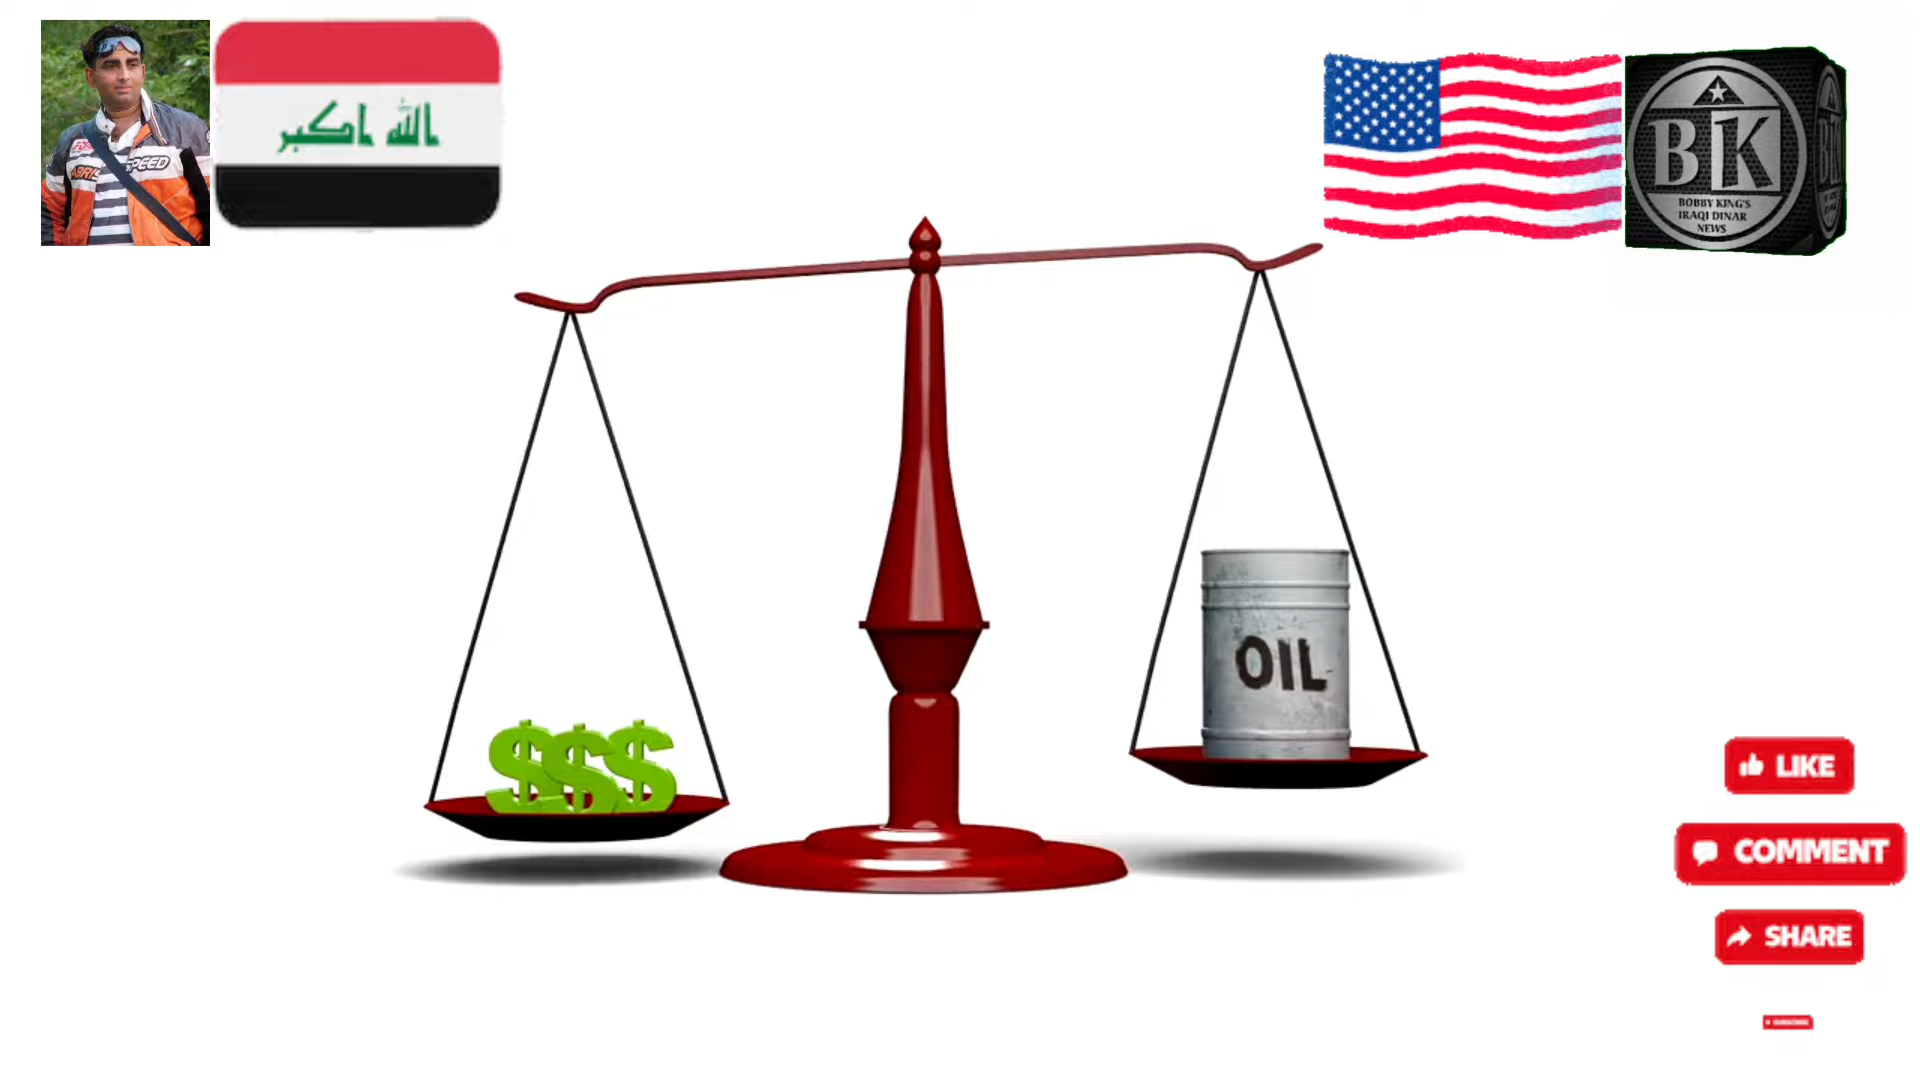 الله اكبر
SPEED
BK
BOBBY KING'S
IRAQI DINAR
NEWS
$$$
OIL
LIKE
COMMENT
SHARE